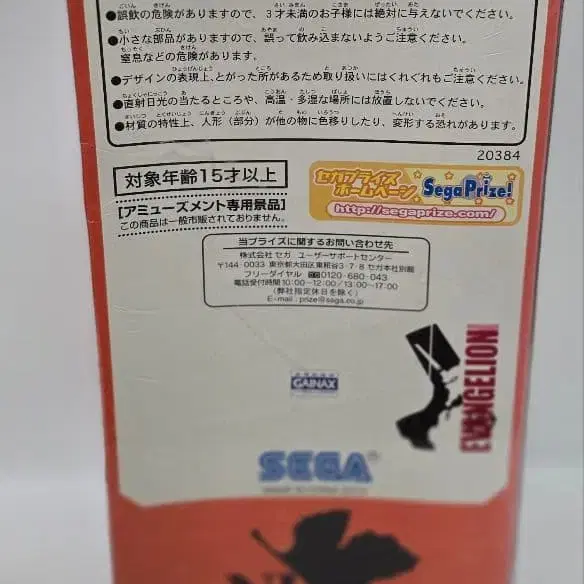 ●誤飲の危険がありますので、3才未満のお子様には絶対に与えないでください。
●小さな部品がありますので、誤って飲み込まないようご注意ください。
窒息などの危険があります。
●デザインの表現上、とがった所があるため取り扱いにはくれぐれもご注意ください。
●直射日光の当たるところや、高温・多湿な場所には放置しないでください。
●材質の特性上、人形(部分)が他の物に色移りしたり、変形する恐れがあります。
20384
対象年齢15才以上
【アミューズメント専用景品】
この商品は一般市販されておりません。
セガプライズ
ホームページ
SegaPrize!
http://segaprize.com/
当プライズに関するお問い合わせ先
株式会社 セガ ユーザーサポートセンター
〒144-0033 東京都大田区東糀谷3-7-8 セガ本社別館
フリーダイヤル 0120-680-043
電話受付時間 10:00~12:00/13:00~17:00
(弊社指定休日を除く)
E-mail:prize@sega.co.jp
EVANGELION
GAINAX
SEGA®